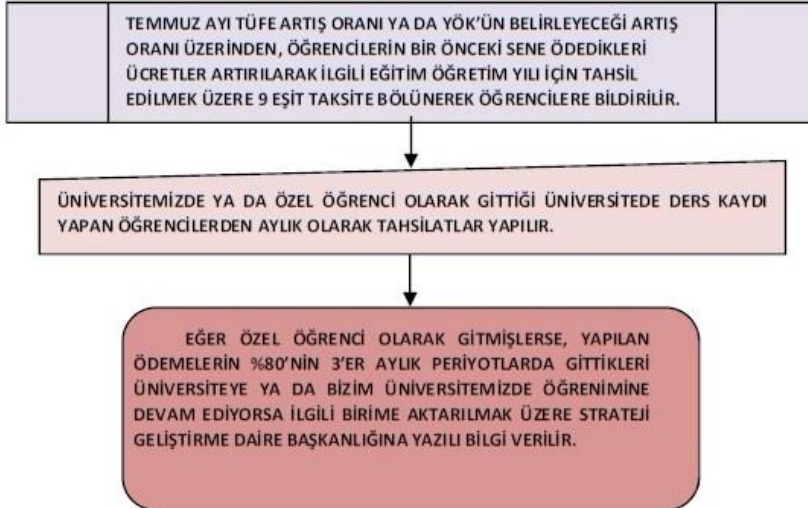 TEMMUZ AYI TÜFE ARTIŞ ORANI YA DA YÖK'ÜN BELİRLEYECEĞİ ARTIŞ
ORANI ÜZERİNDEN, ÖĞRENCİLERİN BİR ÖNCEKİ SENE ÖDEDİKLERİ
ÜCRETLER ARTIRILARAK İLGİLİ EĞİTİM ÖĞRETİM YILI İÇİN TAHSİL
EDİLMEK ÜZERE 9 EŞİT TAKSİTE BÖLÜNEREK ÖĞRENCİLERE BİLDİRİLİR.
ÜNİVERSİTEMİZDE YA DA ÖZEL ÖĞRENCİ OLARAK GİTTİĞİ ÜNİVERSİTEDE DERS KAYDI
YAPAN ÖĞRENCİLERDEN AYLIK OLARAK TAHSİLATLAR YAPILIR.
EĞER ÖZEL ÖĞRENCİ OLARAK GİTMİŞLERSE, YAPILAN
ÖDEMELERİN %80'NİN 3'ER AYLIK PERİYOTLARDA GİTTİKLERİ
ÜNİVERSİTEYE YA DA BİZİM ÜNİVERSİTEMİZDE ÖĞRENİMİNE
DEVAM EDİYORSA İLGİLİ BİRİME AKTARILMAK ÜZERE STRATEJİ
GELİŞTİRME DAİRE BAŞKANLIĞINA YAZILI BİLGİ VERİLİR.